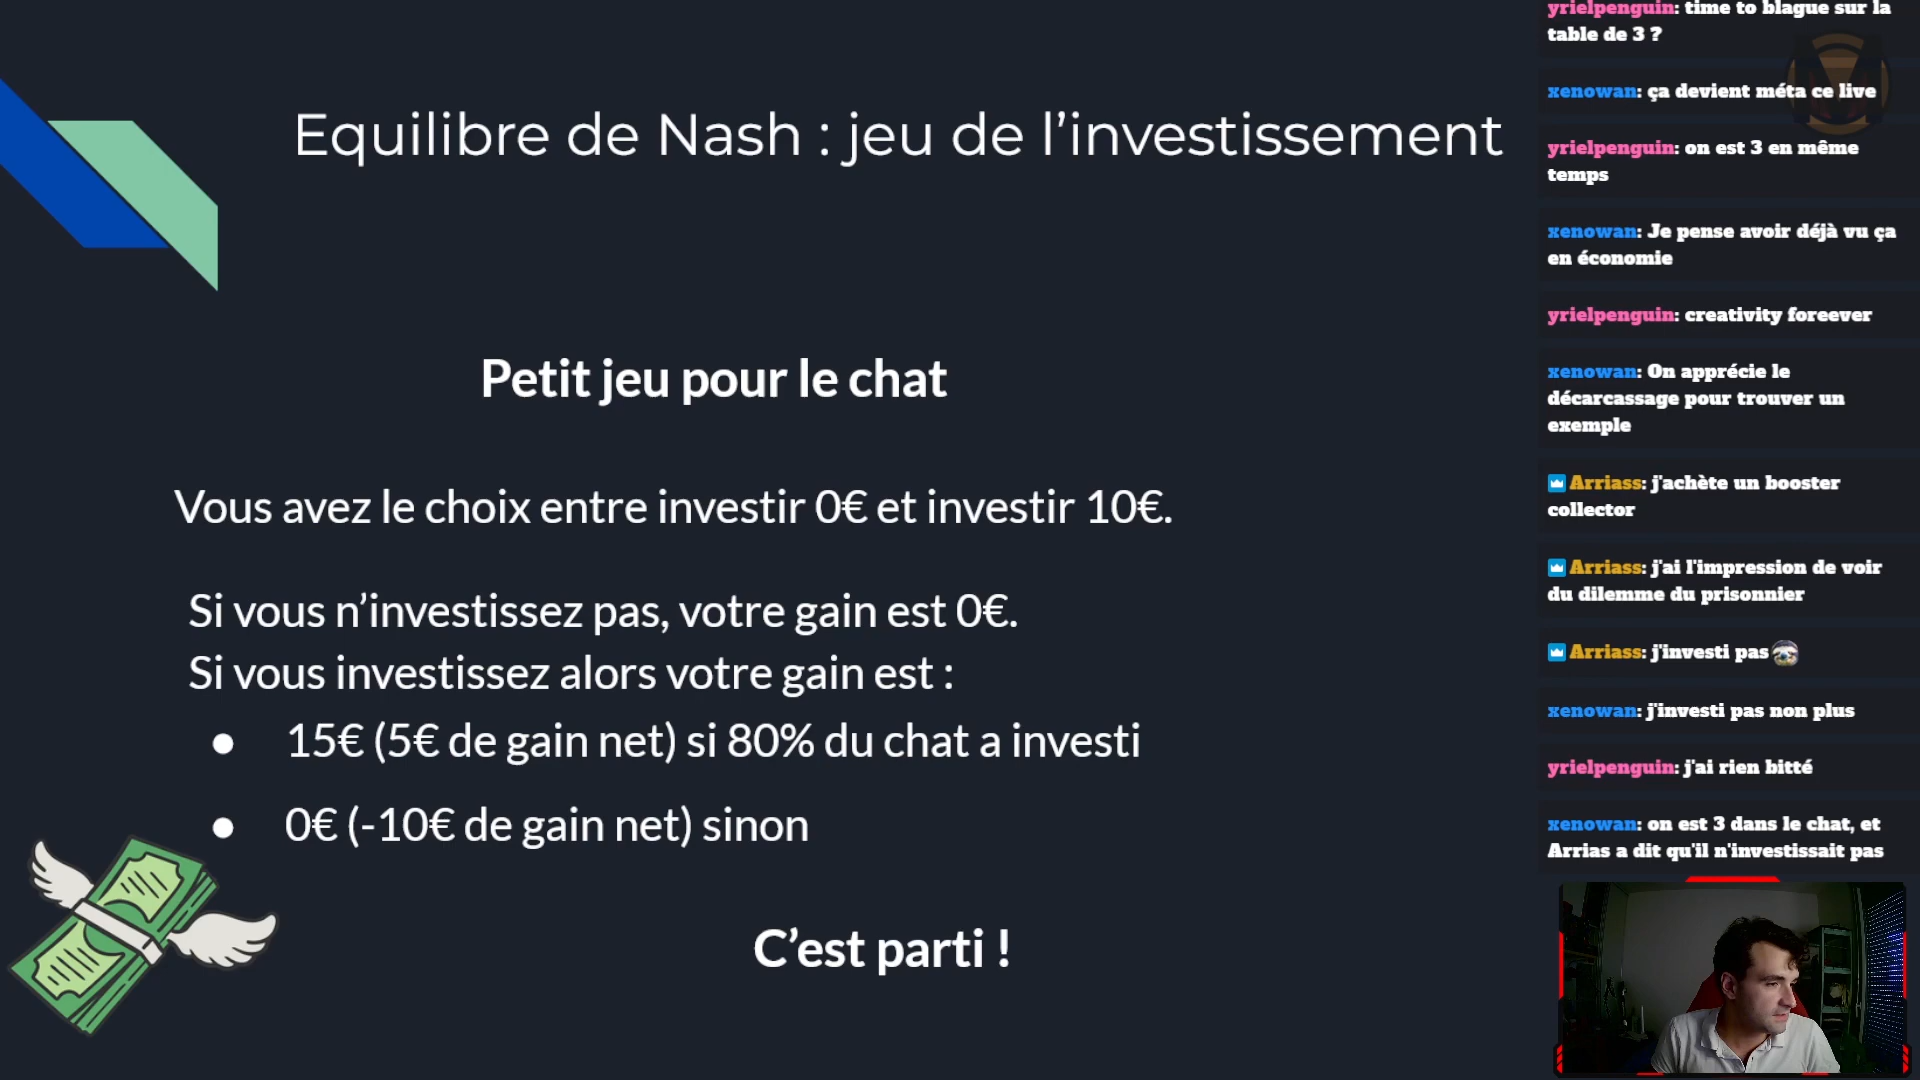 Equilibre de Nash : jeu de l’investissement
Petit jeu pour le chat
Vous avez le choix entre investir 0€ et investir 10€.
Si vous n’investissez pas, votre gain est 0€.
Si vous investissez alors votre gain est :
● 15€ (5€ de gain net) si 80% du chat a investi
● 0€ (-10€ de gain net) sinon
C’est parti !
yrielpenguin: time to blague sur la
table de 3 ?
xenowan: ça devient méta ce live
yrielpenguin: on est 3 en même
temps
xenowan: Je pense avoir déjà vu ça
en économie
yrielpenguin: creativity foreever
xenowan: On apprécie le
décarcassage pour trouver un
exemple
Arriass: j'achète un booster
collector
Arriass: j'ai l'impression de voir
du dilemme du prisonnier
Arriass: j'investi pas
xenowan: j'investi pas non plus
yrielpenguin: j'ai rien bitté
xenowan: on est 3 dans le chat, et
Arrias a dit qu'il n'investissait pas